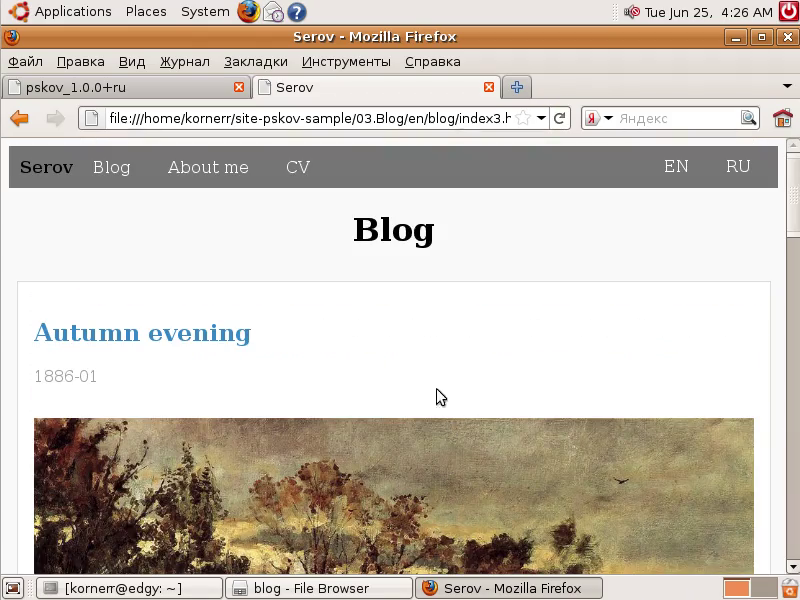 Applications Places System Tue Jun 25, 4:26 AM
Serov - Mozilla Firefox
Файл Правка Вид Журнал Закладки Инструменты Справка
pskov_1.0.0+ru Serov
file:///home/kornerr/site-pskov-sample/03.Blog/en/blog/index3.h Я Яндекс
Serov Blog About me CV EN RU
Blog
Autumn evening
1886-01
[kornerr@edgy: ~] blog - File Browser Serov - Mozilla Firefox